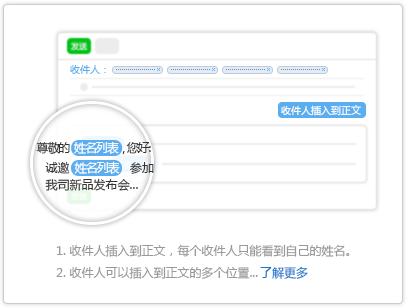 发送
收件人：
收件人插入到正文
尊敬的 姓名列表 , 您好:
诚邀 姓名列表 参加
我司新品发布会...
1. 收件人插入到正文，每个收件人只能看到自己的姓名。
2. 收件人可以插入到正文的多个位置... 了解更多